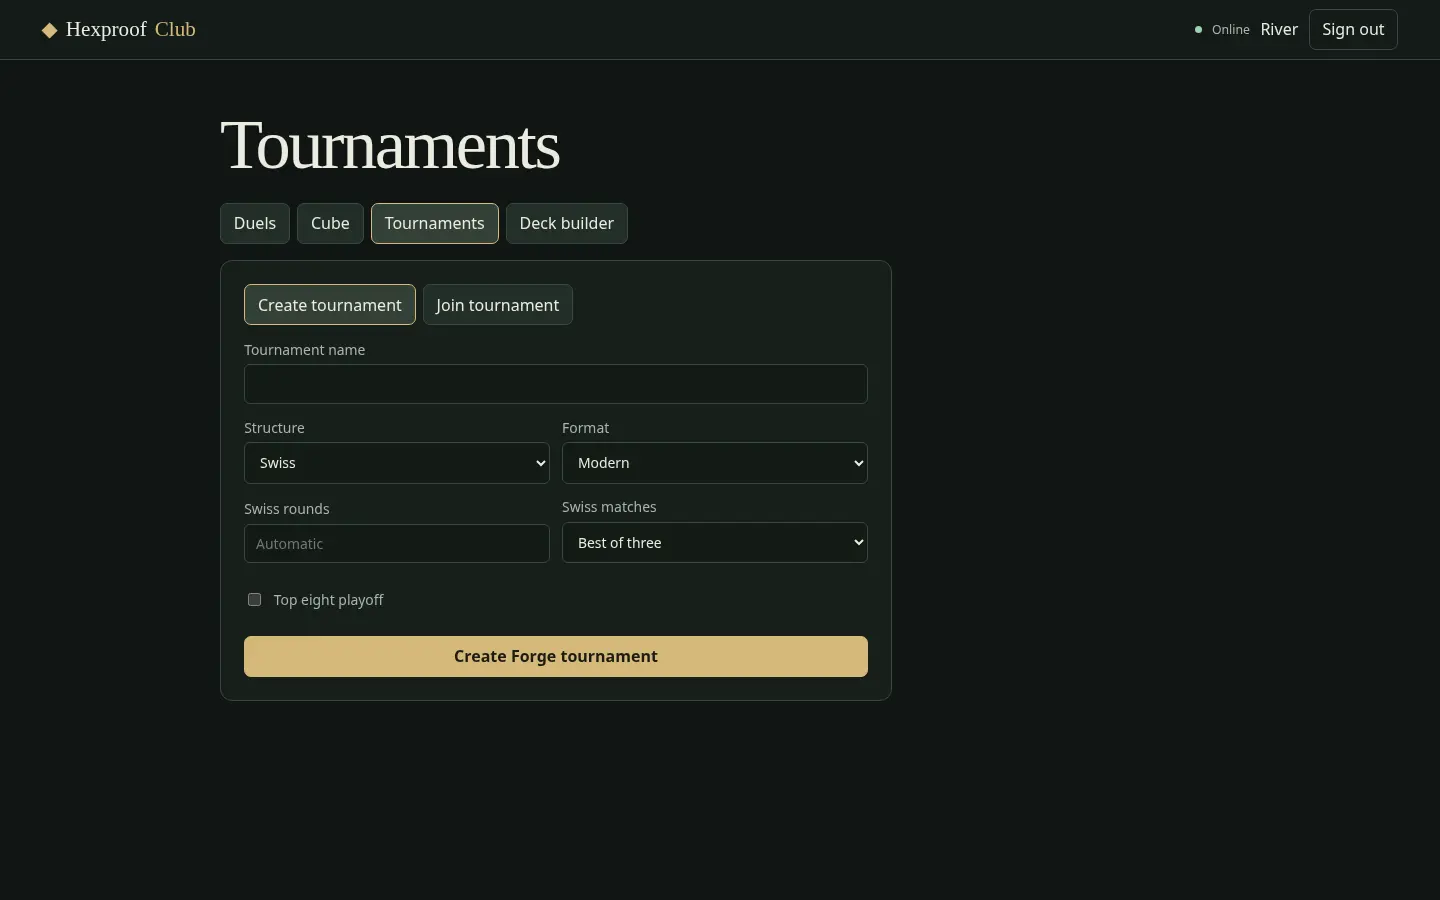 Hexproof Club
Online River Sign out
Tournaments
Duels Cube Tournaments Deck builder
Create tournament Join tournament
Tournament name
Structure Format
Swiss Modern
Swiss rounds Swiss matches
Automatic Best of three
Top eight playoff
Create Forge tournament